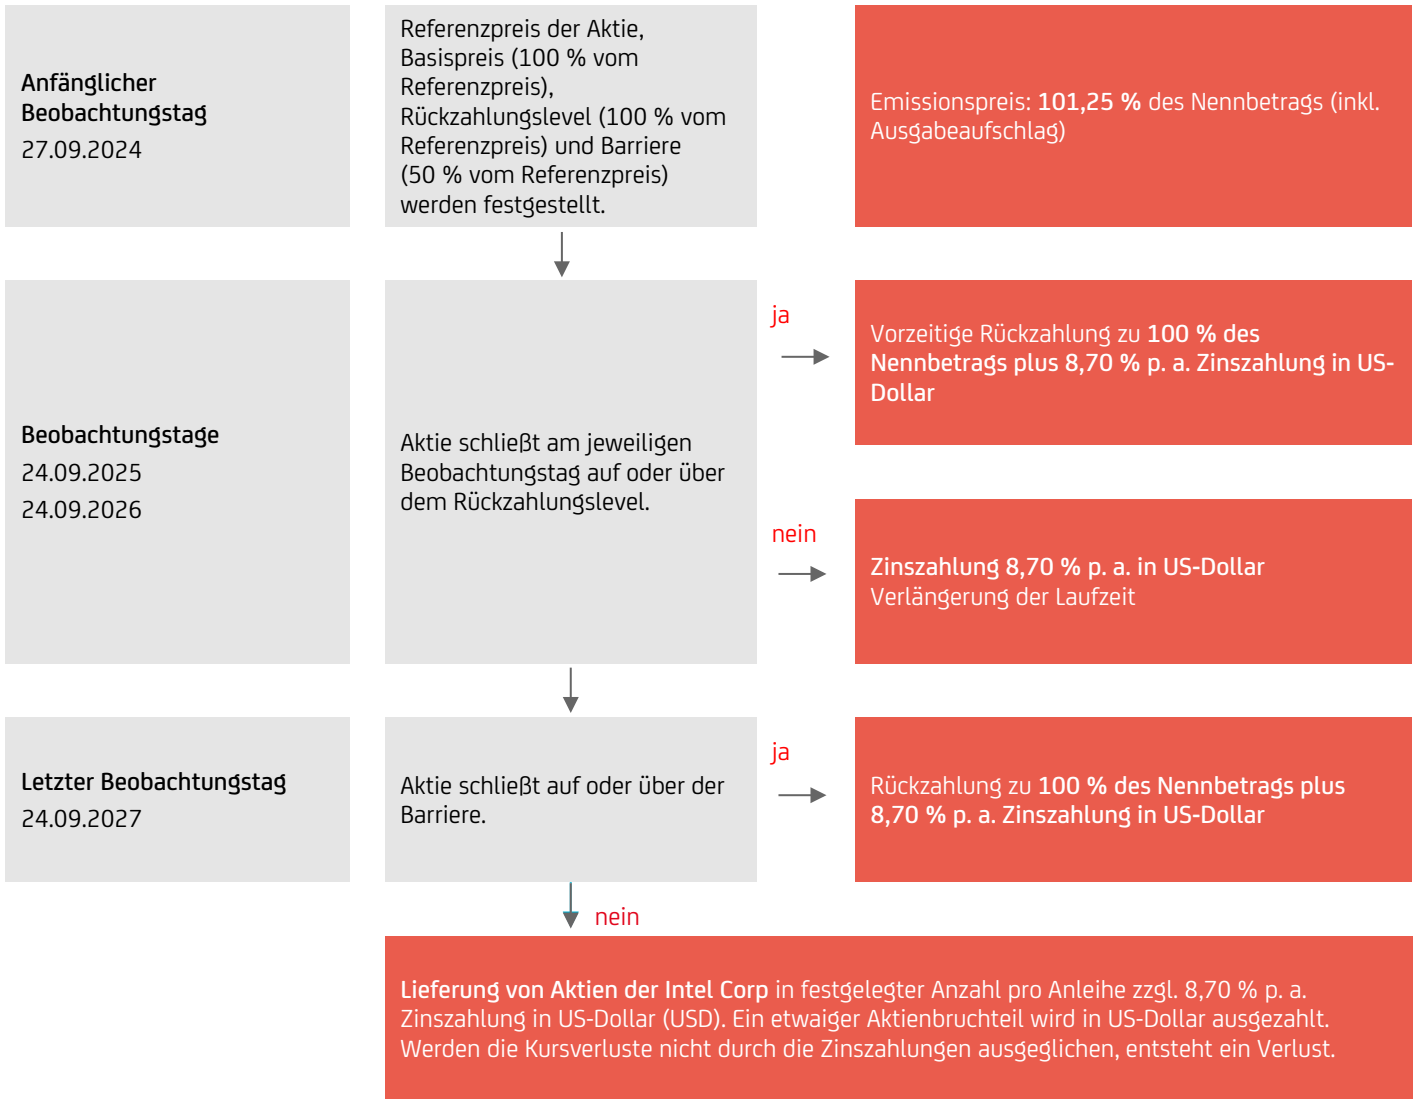 Anfänglicher
Beobachtungstag
27.09.2024
Referenzpreis der Aktie,
Basispreis (100 % vom
Referenzpreis),
Rückzahlungslevel (100 % vom
Referenzpreis) und Barriere
(50 % vom Referenzpreis)
werden festgestellt.
Emissionspreis: 101,25 % des Nennbetrags (inkl.
Ausgabeaufschlag)
Beobachtungstage
24.09.2025
24.09.2026
Aktie schließt am jeweiligen
Beobachtungstag auf oder über
dem Rückzahlungslevel.
ja
Vorzeitige Rückzahlung zu 100 % des
Nennbetrags plus 8,70 % p. a. Zinszahlung in US-
Dollar
nein
Zinszahlung 8,70 % p. a. in US-Dollar
Verlängerung der Laufzeit
Letzter Beobachtungstag
24.09.2027
Aktie schließt auf oder über der
Barriere.
ja
Rückzahlung zu 100 % des Nennbetrags plus
8,70 % p. a. Zinszahlung in US-Dollar
nein
Lieferung von Aktien der Intel Corp in festgelegter Anzahl pro Anleihe zzgl. 8,70 % p. a.
Zinszahlung in US-Dollar (USD). Ein etwaiger Aktienbruchteil wird in US-Dollar ausgezahlt.
Werden die Kursverluste nicht durch die Zinszahlungen ausgeglichen, entsteht ein Verlust.